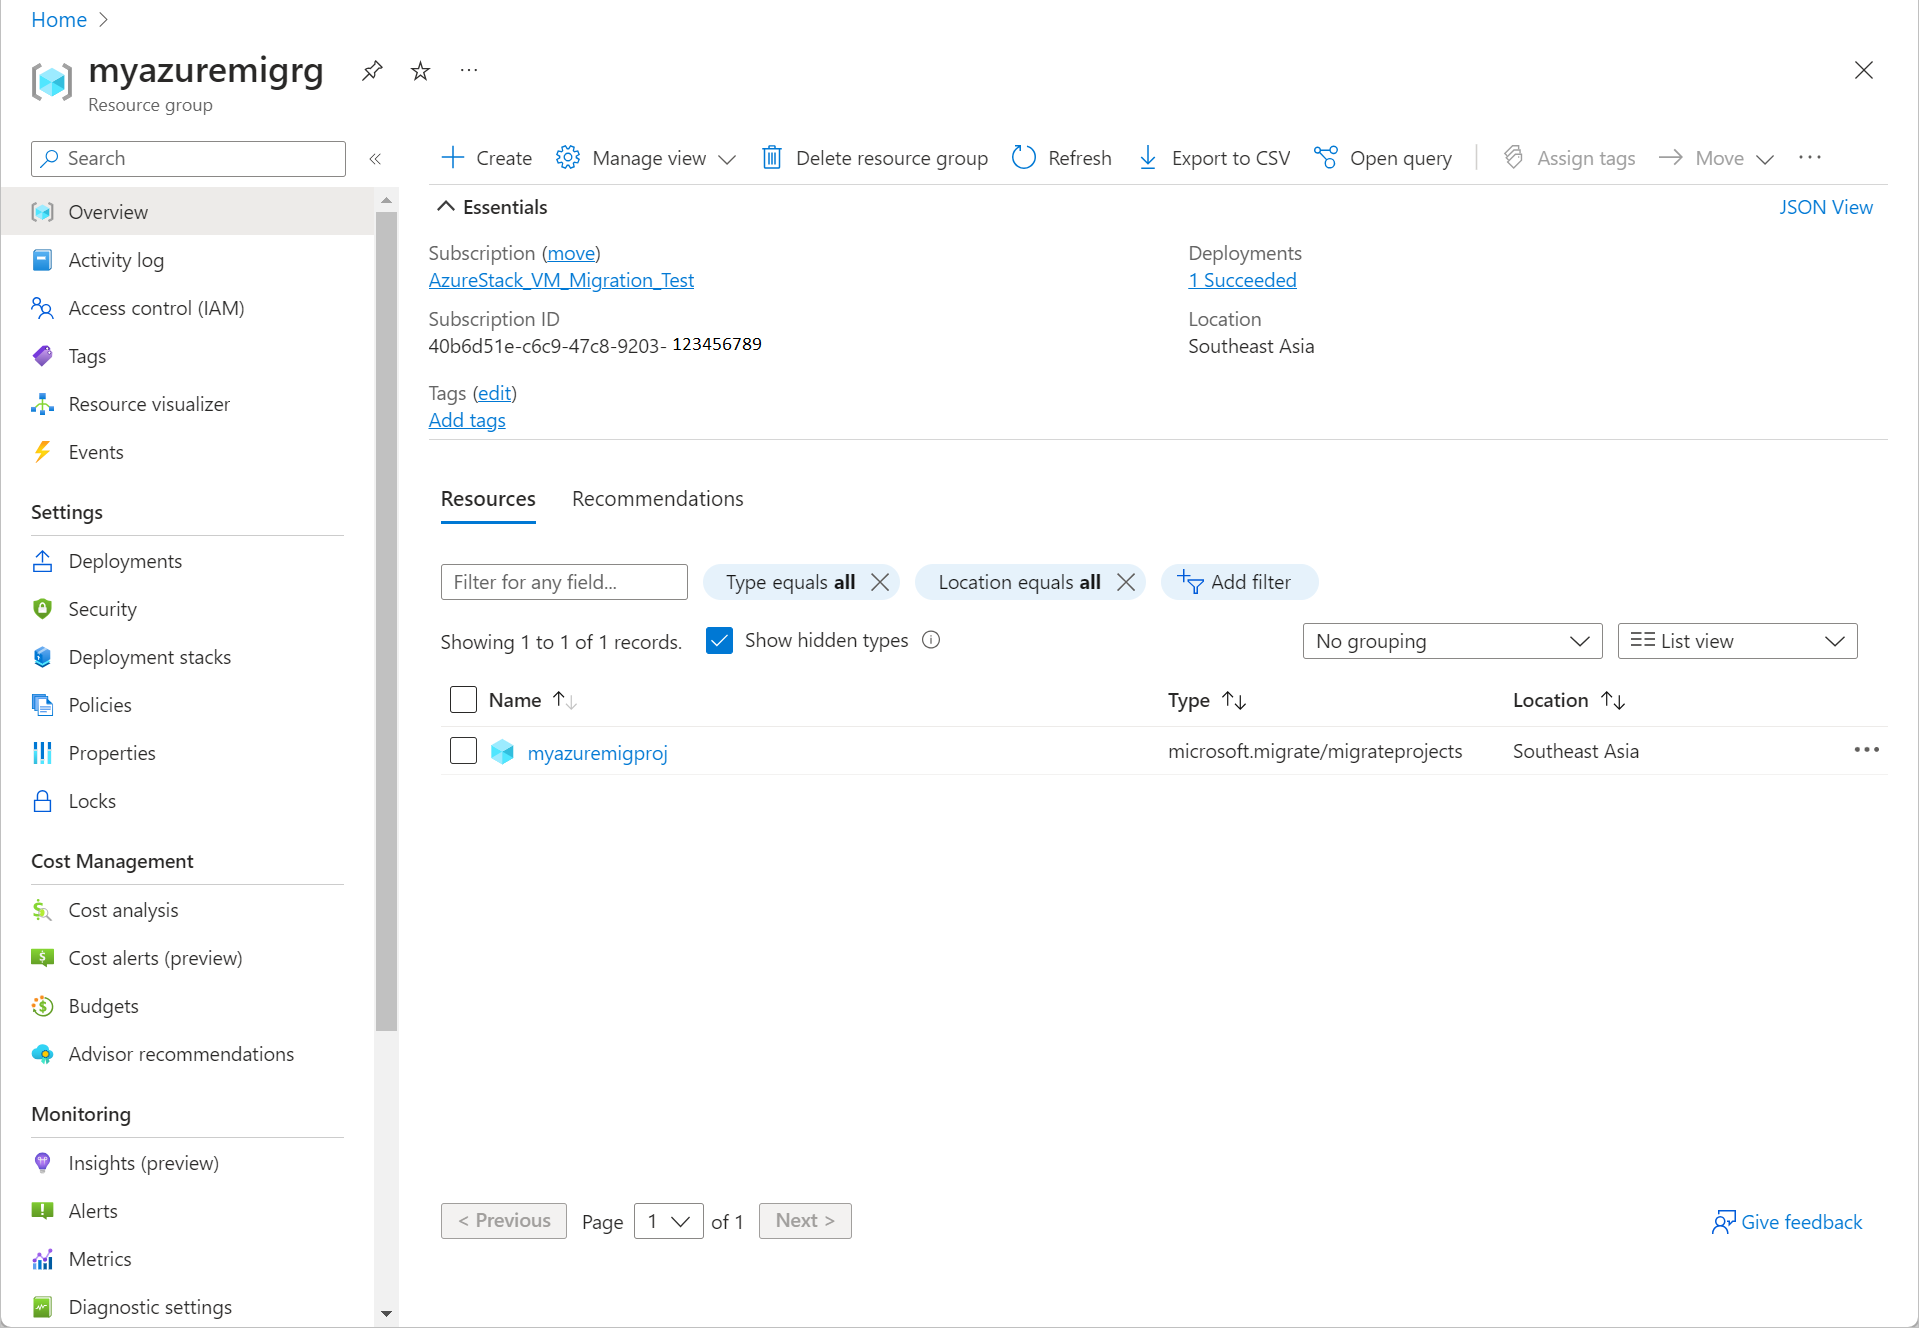 Home
myazuremigrg
Resource group
Search
Create Manage view Delete resource group Refresh Export to CSV Open query Assign tags Move
Overview
Activity log
Access control (IAM)
Tags
Resource visualizer
Events
Settings
Deployments
Security
Deployment stacks
Policies
Properties
Locks
Cost Management
Cost analysis
Cost alerts (preview)
Budgets
Advisor recommendations
Monitoring
Insights (preview)
Alerts
Metrics
Diagnostic settings
Essentials
JSON View
Subscription (move)
AzureStack_VM_Migration_Test
Subscription ID
40b6d51e-c6c9-47c8-9203- 123456789
Tags (edit)
Add tags
Deployments
1 Succeeded
Location
Southeast Asia
Resources Recommendations
Filter for any field... Type equals all Location equals all Add filter
Showing 1 to 1 of 1 records. Show hidden types No grouping List view
Name Type Location
myazuremigproj microsoft.migrate/migrateprojects Southeast Asia
< Previous Page 1 of 1 Next >
Give feedback